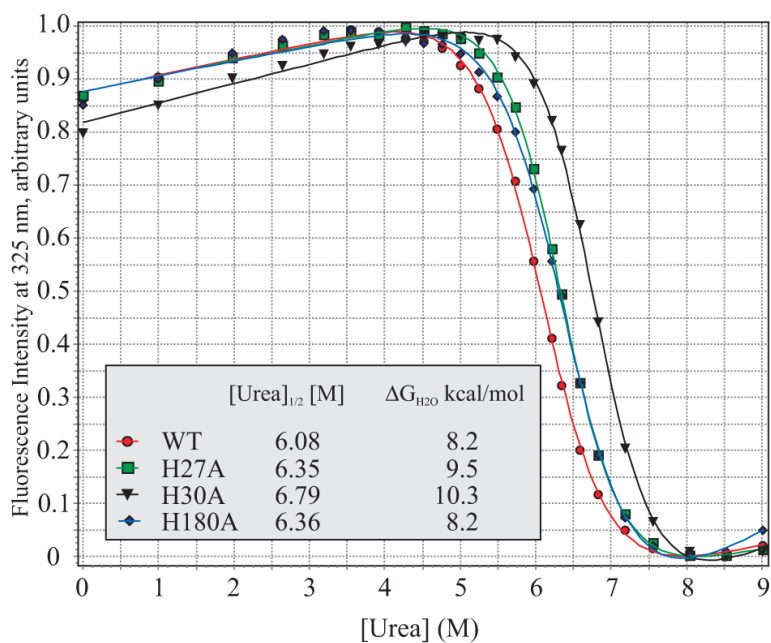 Fluorescence Intensity at 325 nm, arbitrary units
1.0
0.9
0.8
0.7
0.6
0.5
0.4
0.3
0.2
0.1
0
[Urea]1/2 [M] ΔGH2O kcal/mol
WT 6.08 8.2
H27A 6.35 9.5
H30A 6.79 10.3
H180A 6.36 8.2
0 1 2 3 4 5 6 7 8 9
[Urea] (M)